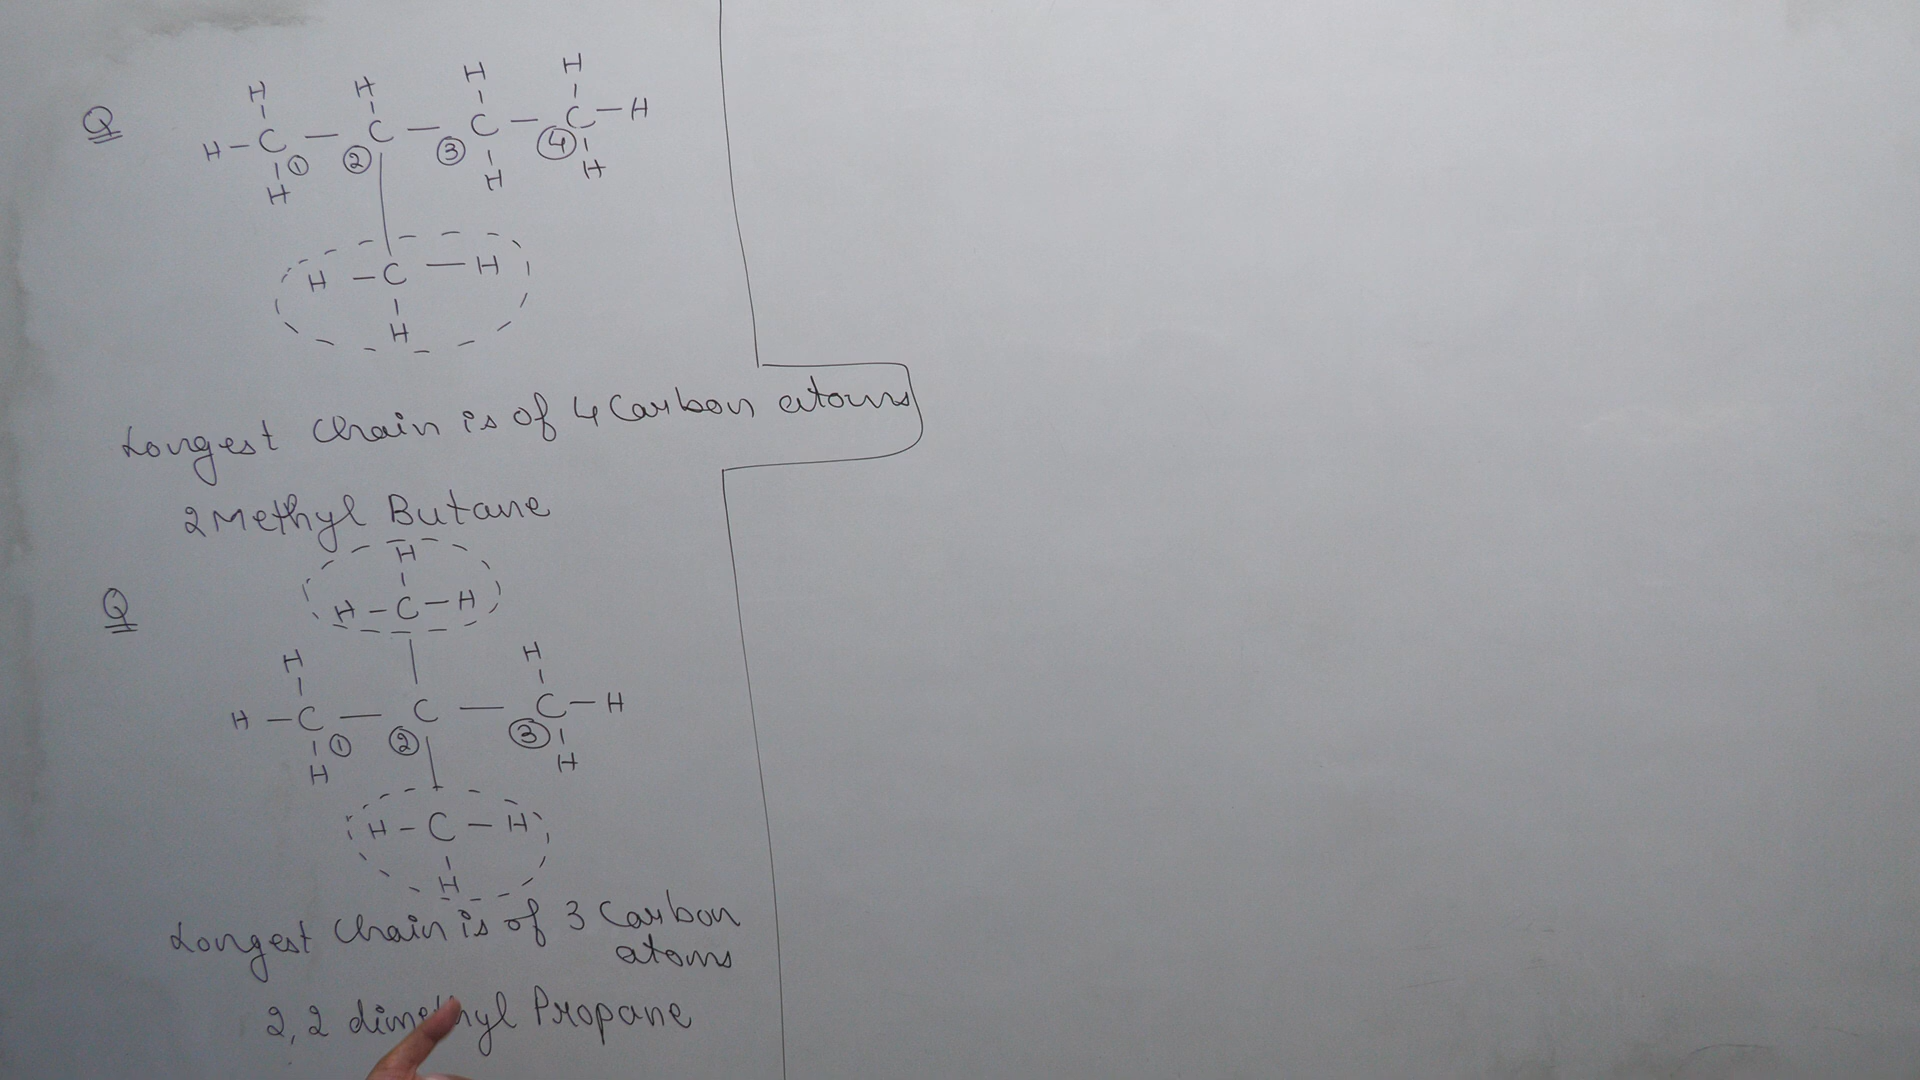 Q
H H H H
H - C - C - C - C - H
① ② ③ ④
H H H
H - C - H
H
Longest Chain is of 4 Carbon atoms
2 Methyl Butane
H
Q
H - C - H
H H
H - C - C - C - H
① ② ③
H H
H - C - H
H
Longest Chain is of 3 Carbon
atoms
2,2 dimethyl Propane